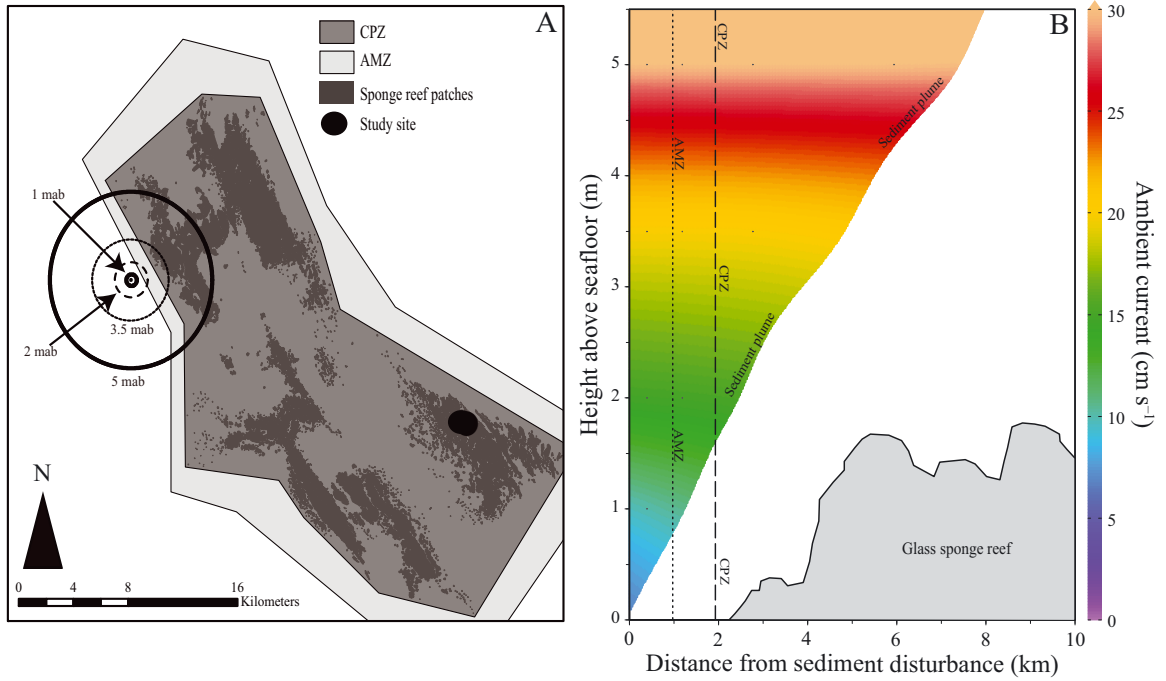 A
CPZ
AMZ
Sponge reef patches
Study site
1 mab
3.5 mab
2 mab
5 mab
N
0 4 8 16
Kilometers
B
Height above seafloor (m)
5
4
3
2
1
0
CPZ
AMZ
CPZ
AMZ
CPZ
Sediment plume
Sediment plume
Glass sponge reef
0 2 4 6 8 10
Distance from sediment disturbance (km)
30
25
20
15
10
5
0
Ambient current (cm s⁻¹)